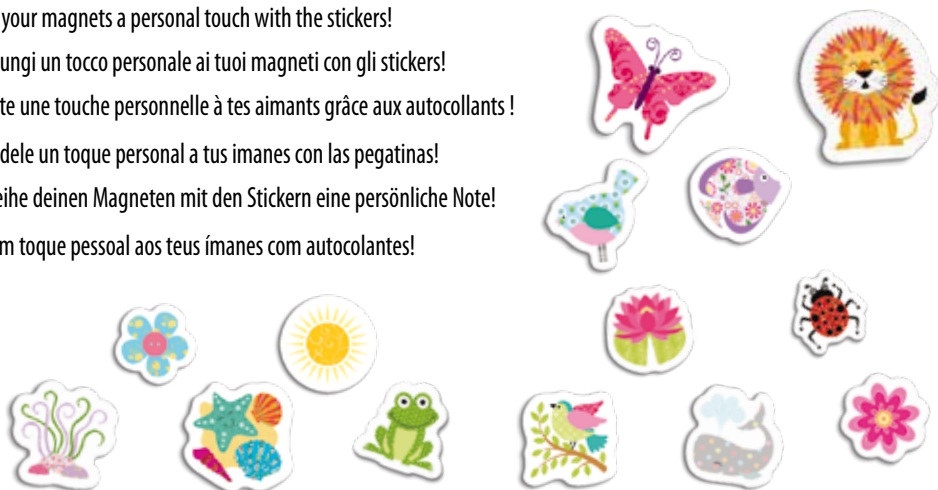 your magnets a personal touch with the stickers!
ungi un tocco personale ai tuoi magneti con gli stickers!
te une touche personnelle à tes aimants grâce aux autocollants !
dele un toque personal a tus imanes con las pegatinas!
eihe deinen Magneten mit den Stickern eine persönliche Note!
m toque pessoal aos teus ímanes com autocolantes!